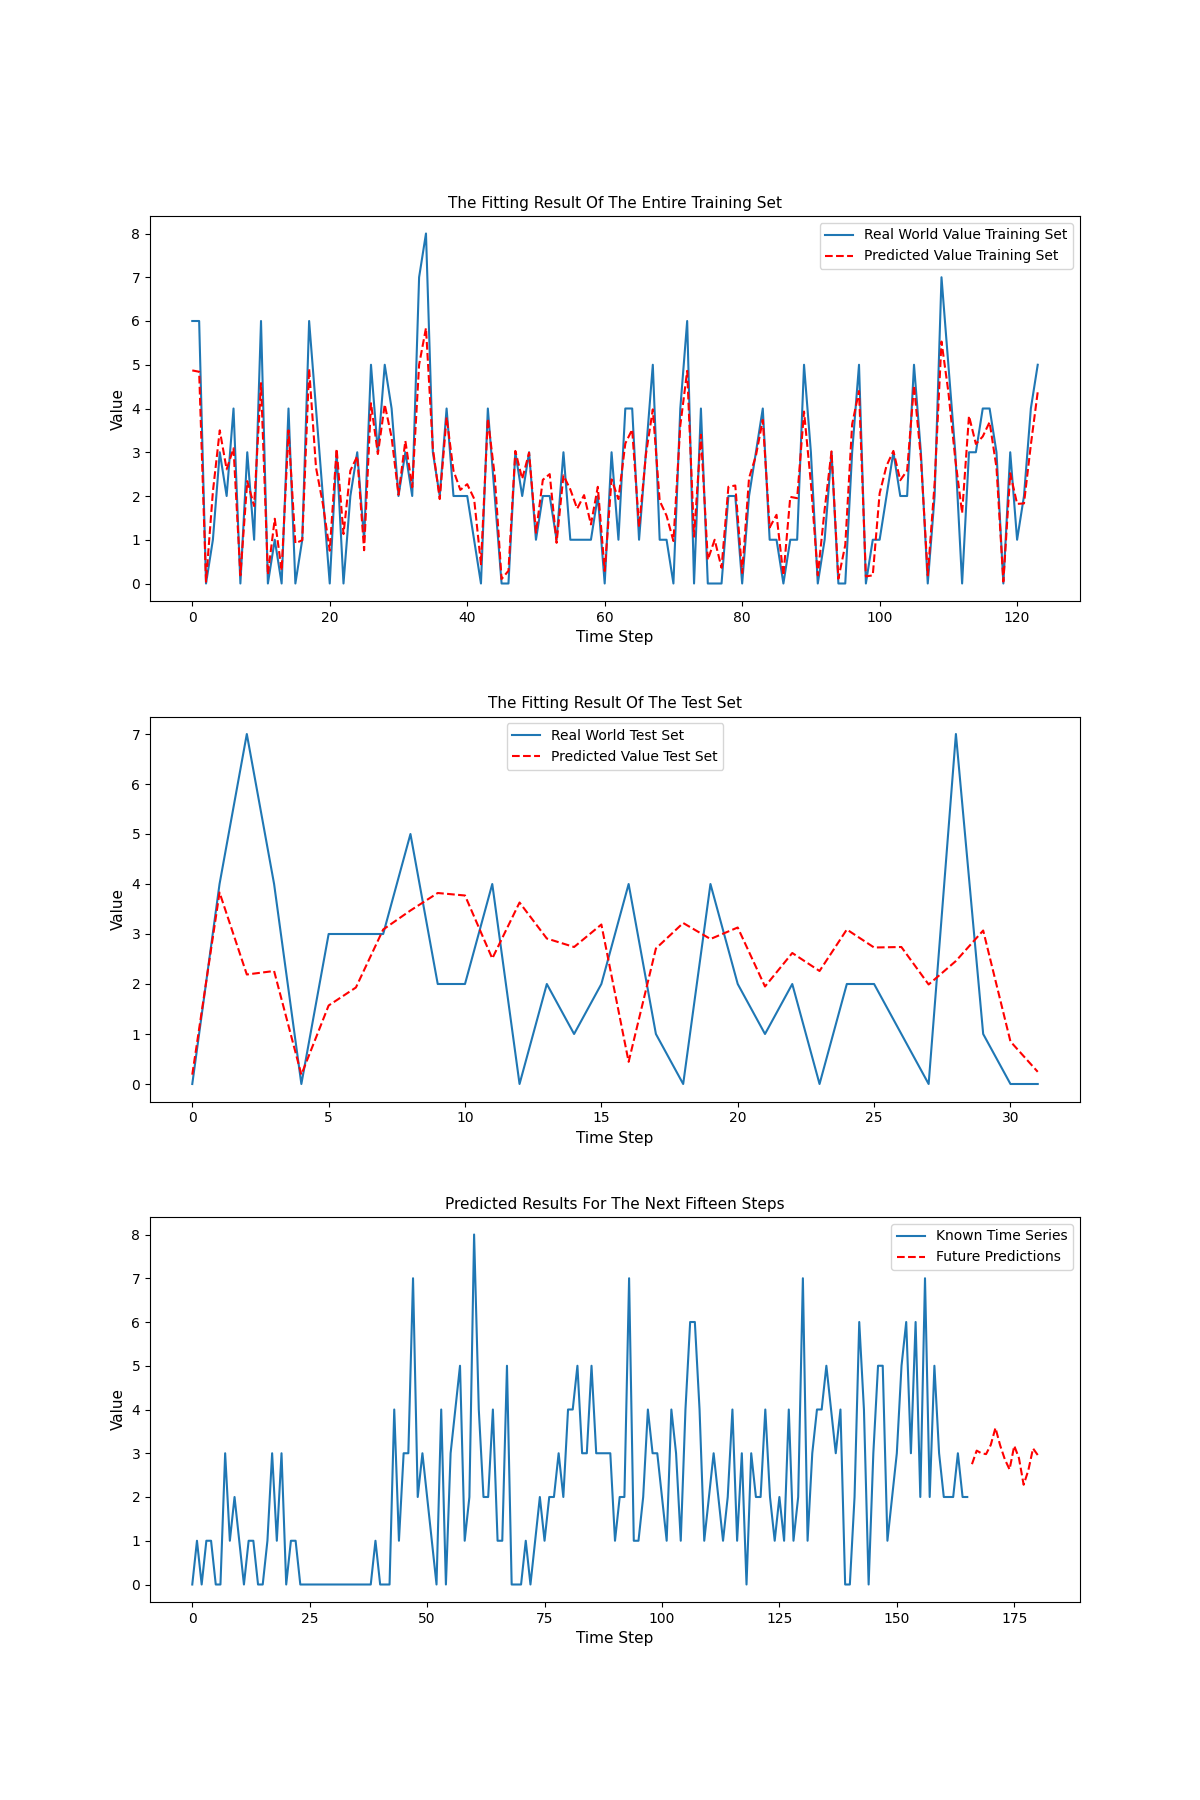 The Fitting Result Of The Entire Training Set
8
7
6
5
4
3
2
1
0
Value
Real World Value Training Set
Predicted Value Training Set
0 20 40 60 80 100 120
Time Step
The Fitting Result Of The Test Set
7
6
5
4
3
2
1
0
Value
Real World Test Set
Predicted Value Test Set
0 5 10 15 20 25 30
Time Step
Predicted Results For The Next Fifteen Steps
8
7
6
5
4
3
2
1
0
Value
Known Time Series
Future Predictions
0 25 50 75 100 125 150 175
Time Step